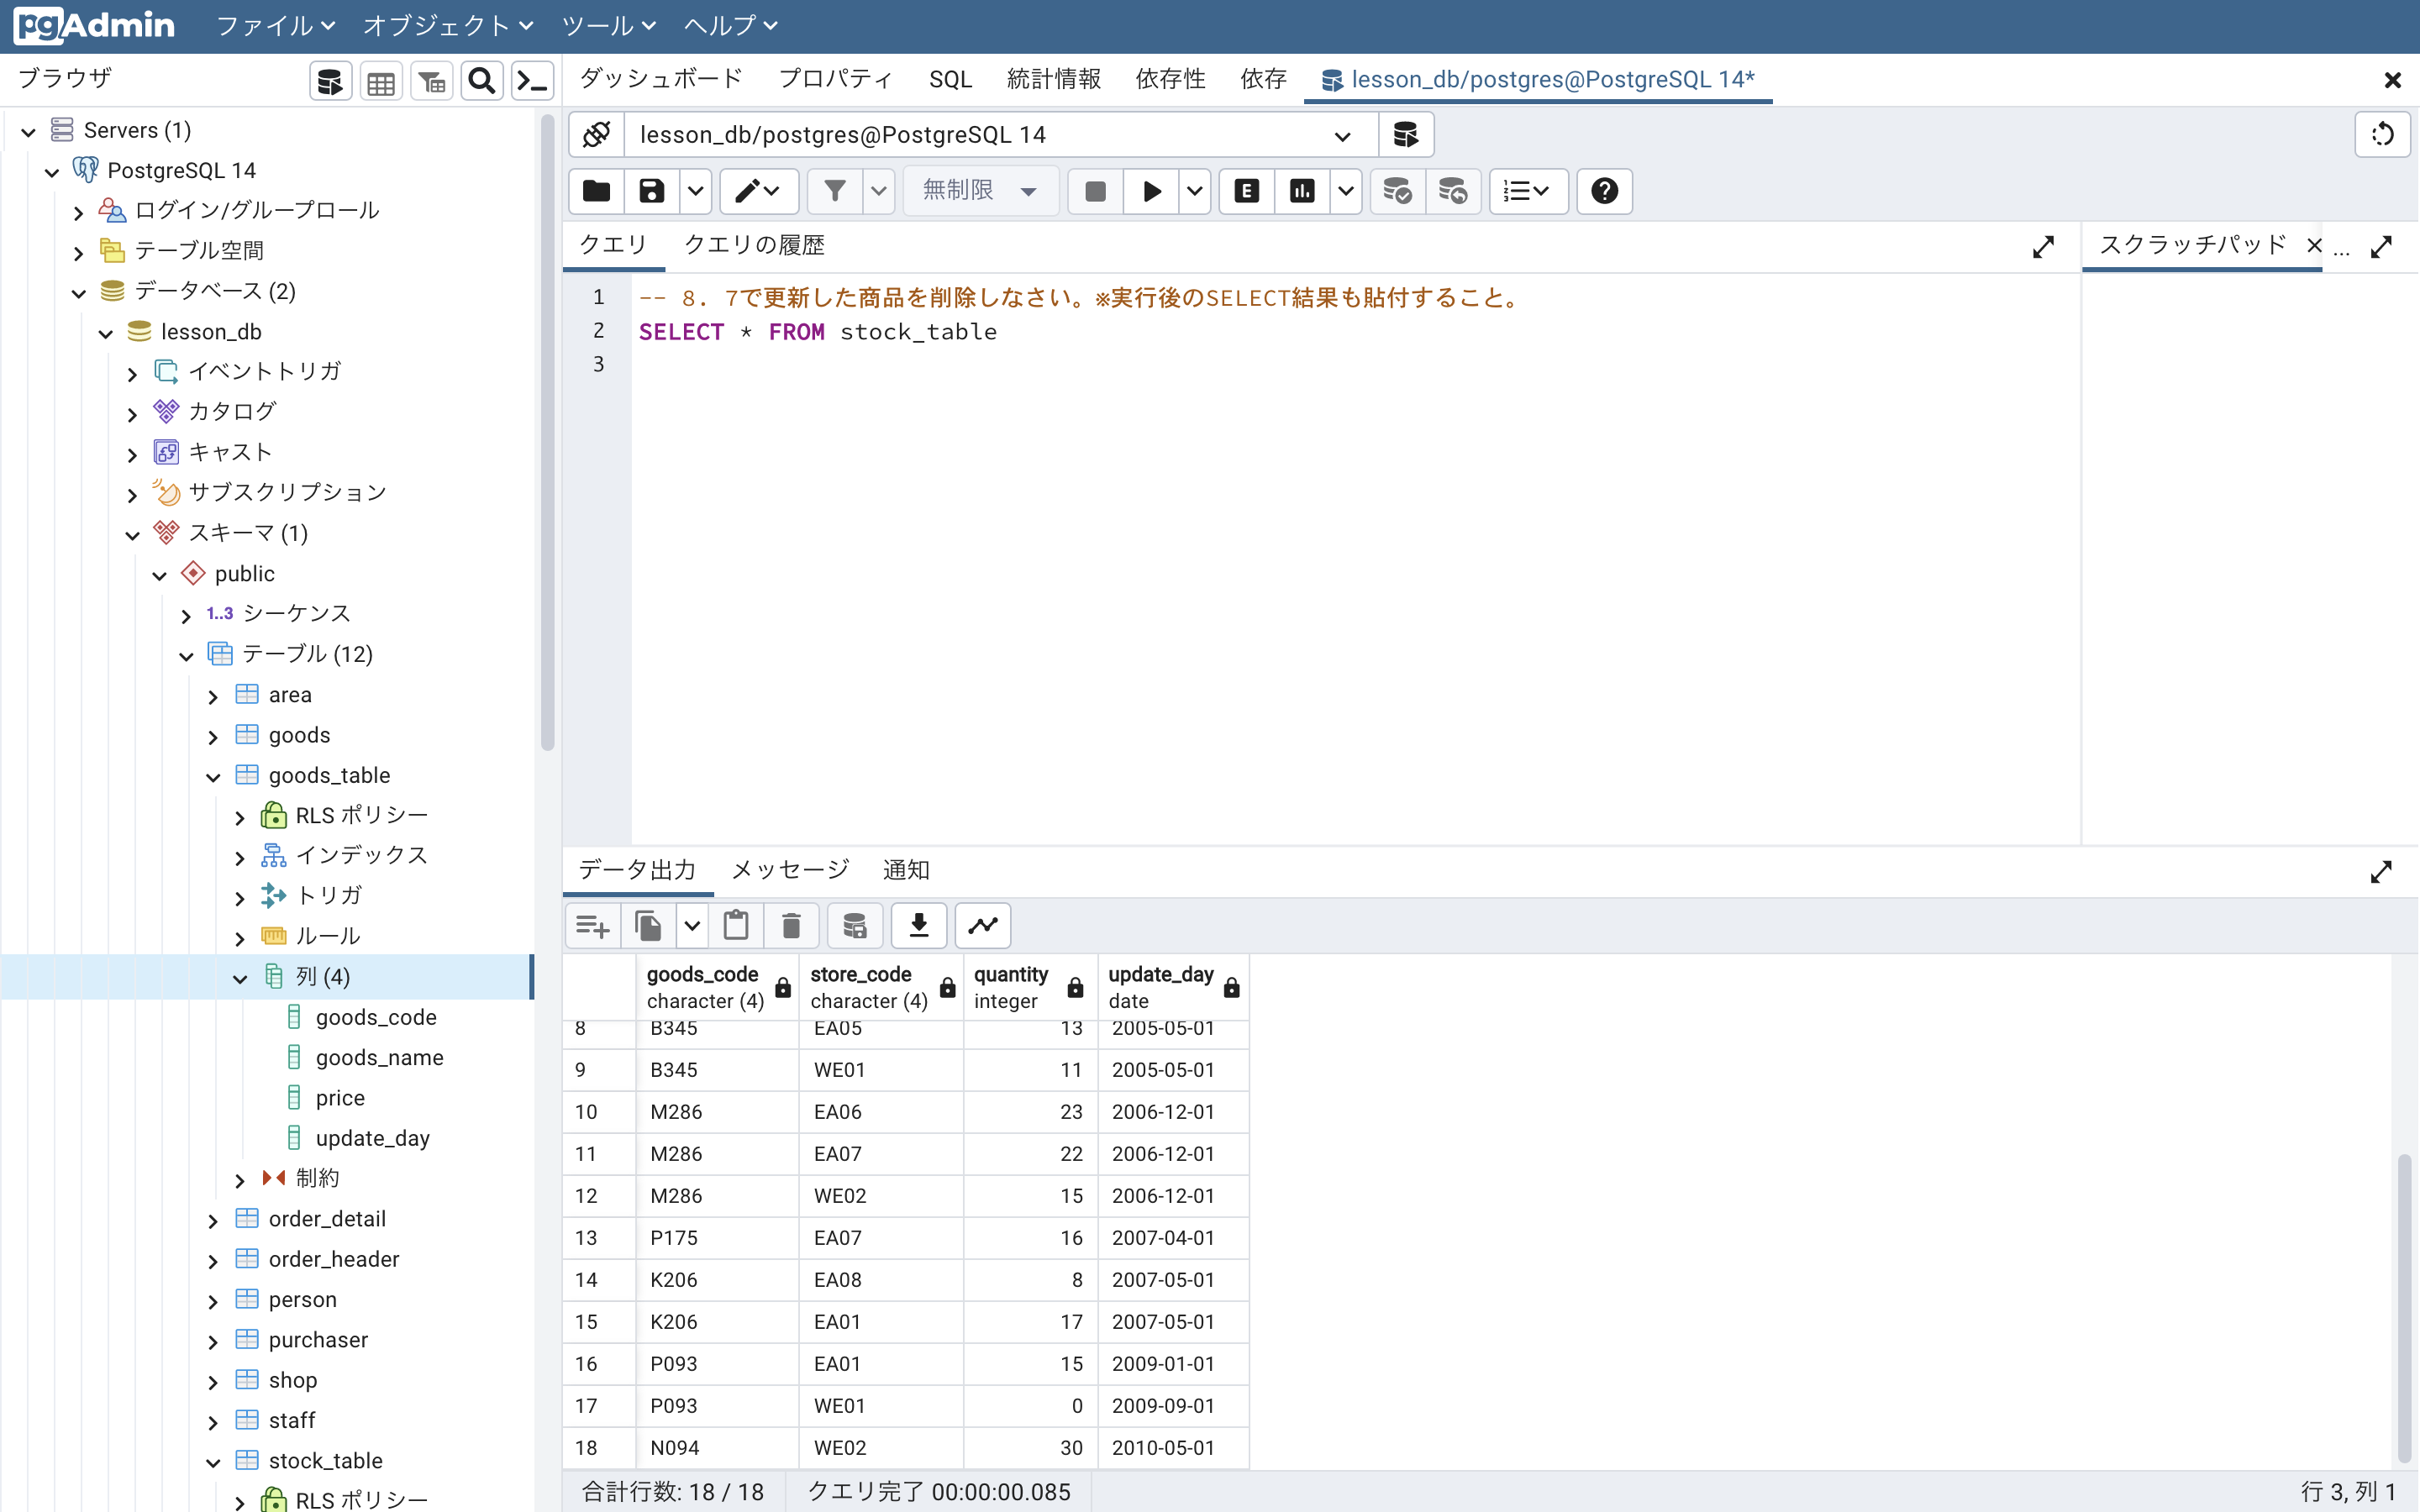 pgAdmin ファイル オブジェクト ツール ヘルプ
ブラウザ
ダッシュボード プロパティ SQL 統計情報 依存性 依存 lesson_db/postgres@PostgreSQL 14*
Servers (1)
PostgreSQL 14
ログイン/グループロール
テーブル空間
データベース (2)
lesson_db
イベントトリガ
カタログ
キャスト
サブスクリプション
スキーマ (1)
public
1..3 シーケンス
テーブル (12)
area
goods
goods_table
RLS ポリシー
インデックス
トリガ
ルール
列 (4)
goods_code
goods_name
price
update_day
制約
order_detail
order_header
person
purchaser
shop
staff
stock_table
RLS ポリシー
lesson_db/postgres@PostgreSQL 14
無制限 E
クエリ クエリの履歴
スクラッチパッド ...
1 -- 8. 7で更新した商品を削除しなさい。※実行後のSELECT結果も貼付すること。
2 SELECT * FROM stock_table
3
データ出力 メッセージ 通知
goods_code store_code quantity update_day
character (4) character (4) integer date
8 B345 EA05 13 2005-05-01
9 B345 WE01 11 2005-05-01
10 M286 EA06 23 2006-12-01
11 M286 EA07 22 2006-12-01
12 M286 WE02 15 2006-12-01
13 P175 EA07 16 2007-04-01
14 K206 EA08 8 2007-05-01
15 K206 EA01 17 2007-05-01
16 P093 EA01 15 2009-01-01
17 P093 WE01 0 2009-09-01
18 N094 WE02 30 2010-05-01
合計行数: 18 / 18 クエリ完了 00:00:00.085 行 3, 列 1